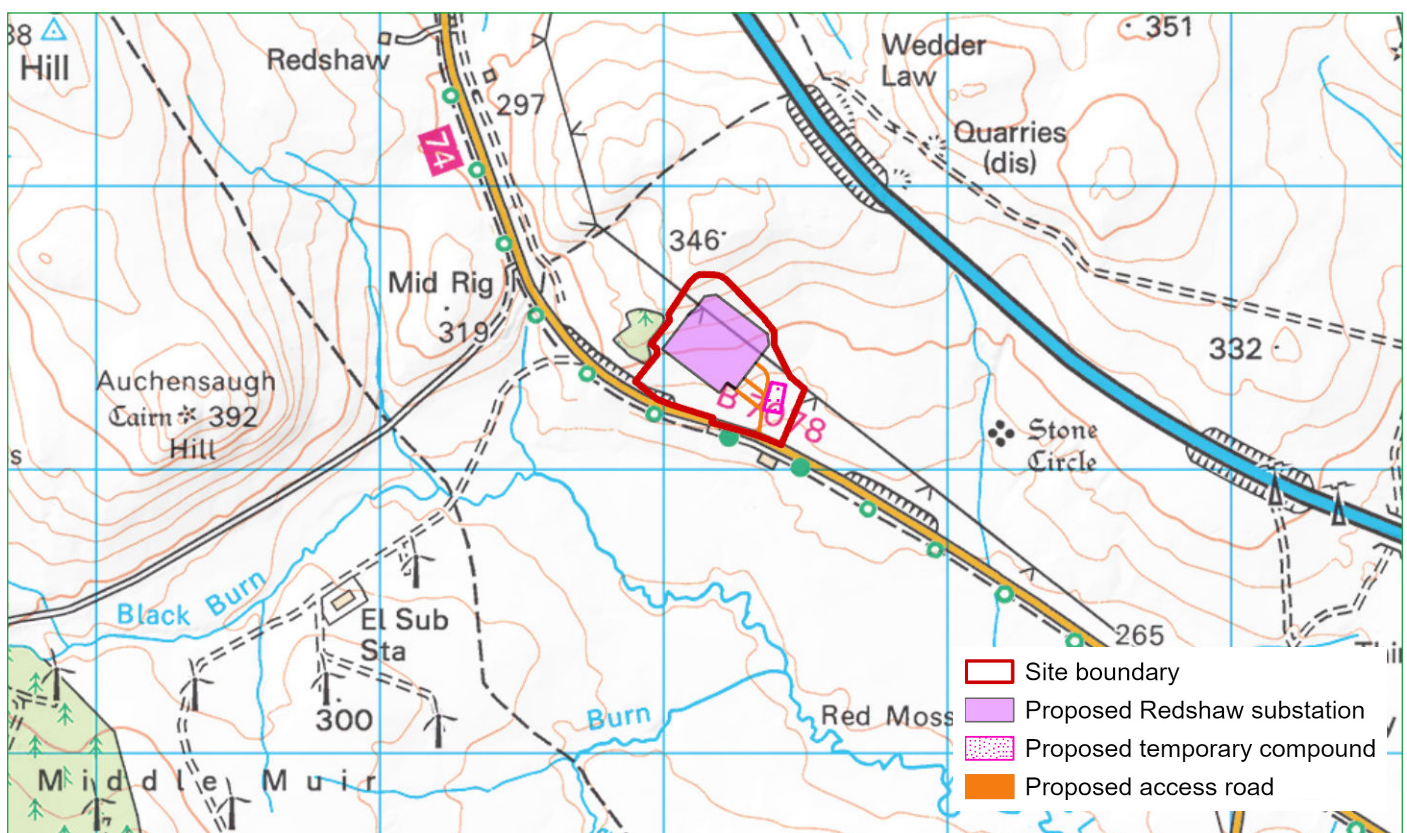 38
Hill
Redshaw
297
74
Wedder
Law
351
Quarries
(dis)
346
Mid Rig
319
332
Auchensaugh
Cairn 392
Hill
B 7078
Stone
Circle
s
Black Burn
El Sub
Sta
300
265
Burn
Red Moss
Middle Muir
Site boundary
Proposed Redshaw substation
Proposed temporary compound
Proposed access road